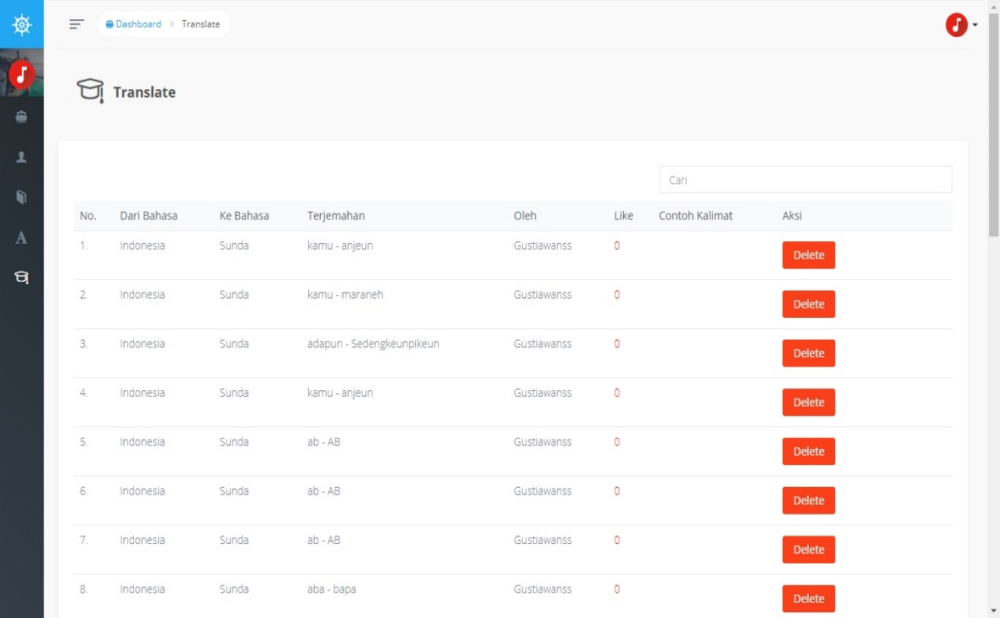 Dashboard > Translate
Translate
Cari
No. Dari Bahasa Ke Bahasa Terjemahan Oleh Like Contoh Kalimat Aksi
1. Indonesia Sunda kamu - anjeun Gustiawanss 0 Delete
2. Indonesia Sunda kamu - maraneh Gustiawanss 0 Delete
3. Indonesia Sunda adapun - Sedengkeunpikeun Gustiawanss 0 Delete
4. Indonesia Sunda kamu - anjeun Gustiawanss 0 Delete
5. Indonesia Sunda ab - AB Gustiawanss 0 Delete
6. Indonesia Sunda ab - AB Gustiawanss 0 Delete
7. Indonesia Sunda ab - AB Gustiawanss 0 Delete
8. Indonesia Sunda aba - bapa Gustiawanss 0 Delete